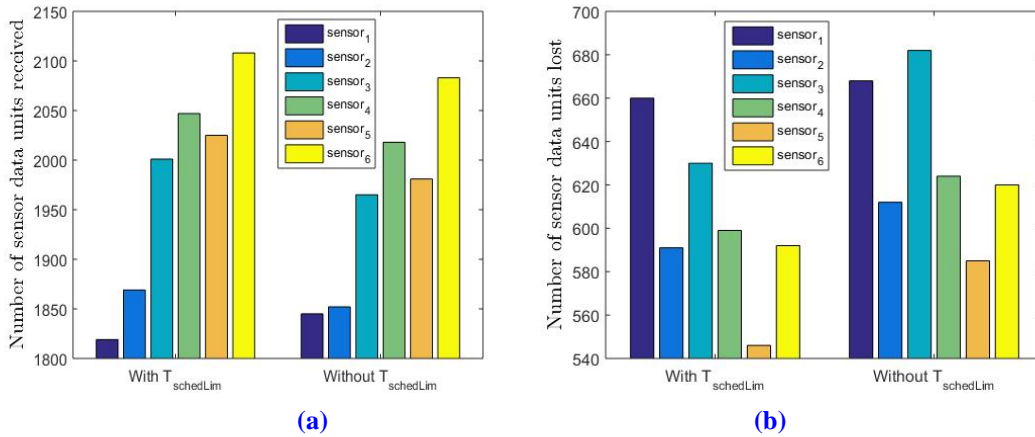 Number of sensor data units received
2150
2100
2050
2000
1950
1900
1850
1800
sensor1
sensor2
sensor3
sensor4
sensor5
sensor6
With TschedLim
Without TschedLim
(a)
Number of sensor data units lost
700
680
660
640
620
600
580
560
540
sensor1
sensor2
sensor3
sensor4
sensor5
sensor6
With TschedLim
Without TschedLim
(b)